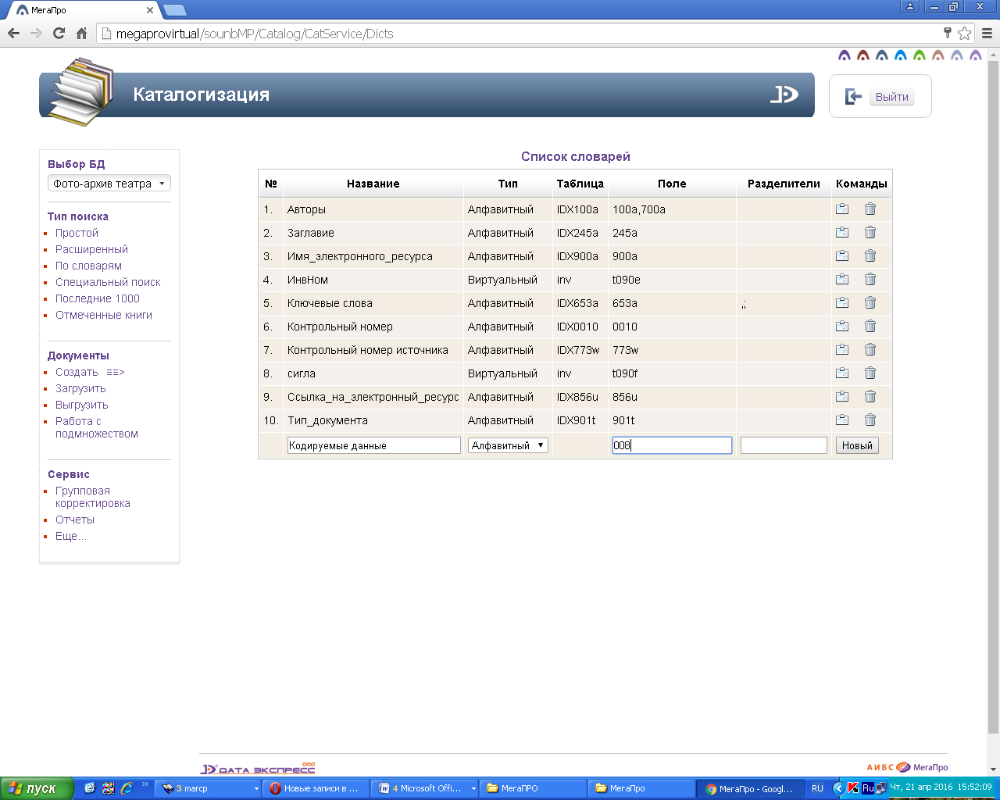 МегаПро
megaprovirtual/sounbMP/Catalog/CatService/Dicts
Каталогизация
Выйти
Выбор БД
Фото-архив театра
Тип поиска
Простой
Расширенный
По словарям
Специальный поиск
Последние 1000
Отмеченные книги
Документы
Создать ==>
Загрузить
Выгрузить
Работа с
подмножеством
Сервис
Групповая
корректировка
Отчеты
Еще...
Список словарей
№ Название Тип Таблица Поле Разделители Команды
1. Авторы Алфавитный IDX100a 100a,700a
2. Заглавие Алфавитный IDX245a 245a
3. Имя_электронного_ресурса Алфавитный IDX900a 900a
4. ИнвНом Виртуальный inv t090e
5. Ключевые слова Алфавитный IDX653a 653a ,;
6. Контрольный номер Алфавитный IDX0010 0010
7. Контрольный номер источника Алфавитный IDX773w 773w
8. сигла Виртуальный inv t090f
9. Ссылка_на_электронный_ресурс Алфавитный IDX856u 856u
10. Тип_документа Алфавитный IDX901t 901t
Кодируемые данные Алфавитный 008 Новый
ДАТА ЭКСПРЕСС
АИБС МегаПро
пуск
3 marcp
Новые записи в ...
4 Microsoft Offi...
МегаПРО
МегаПро
МегаПро - Googl...
RU
Ru
Чт, 21 апр 2016 15:52:09